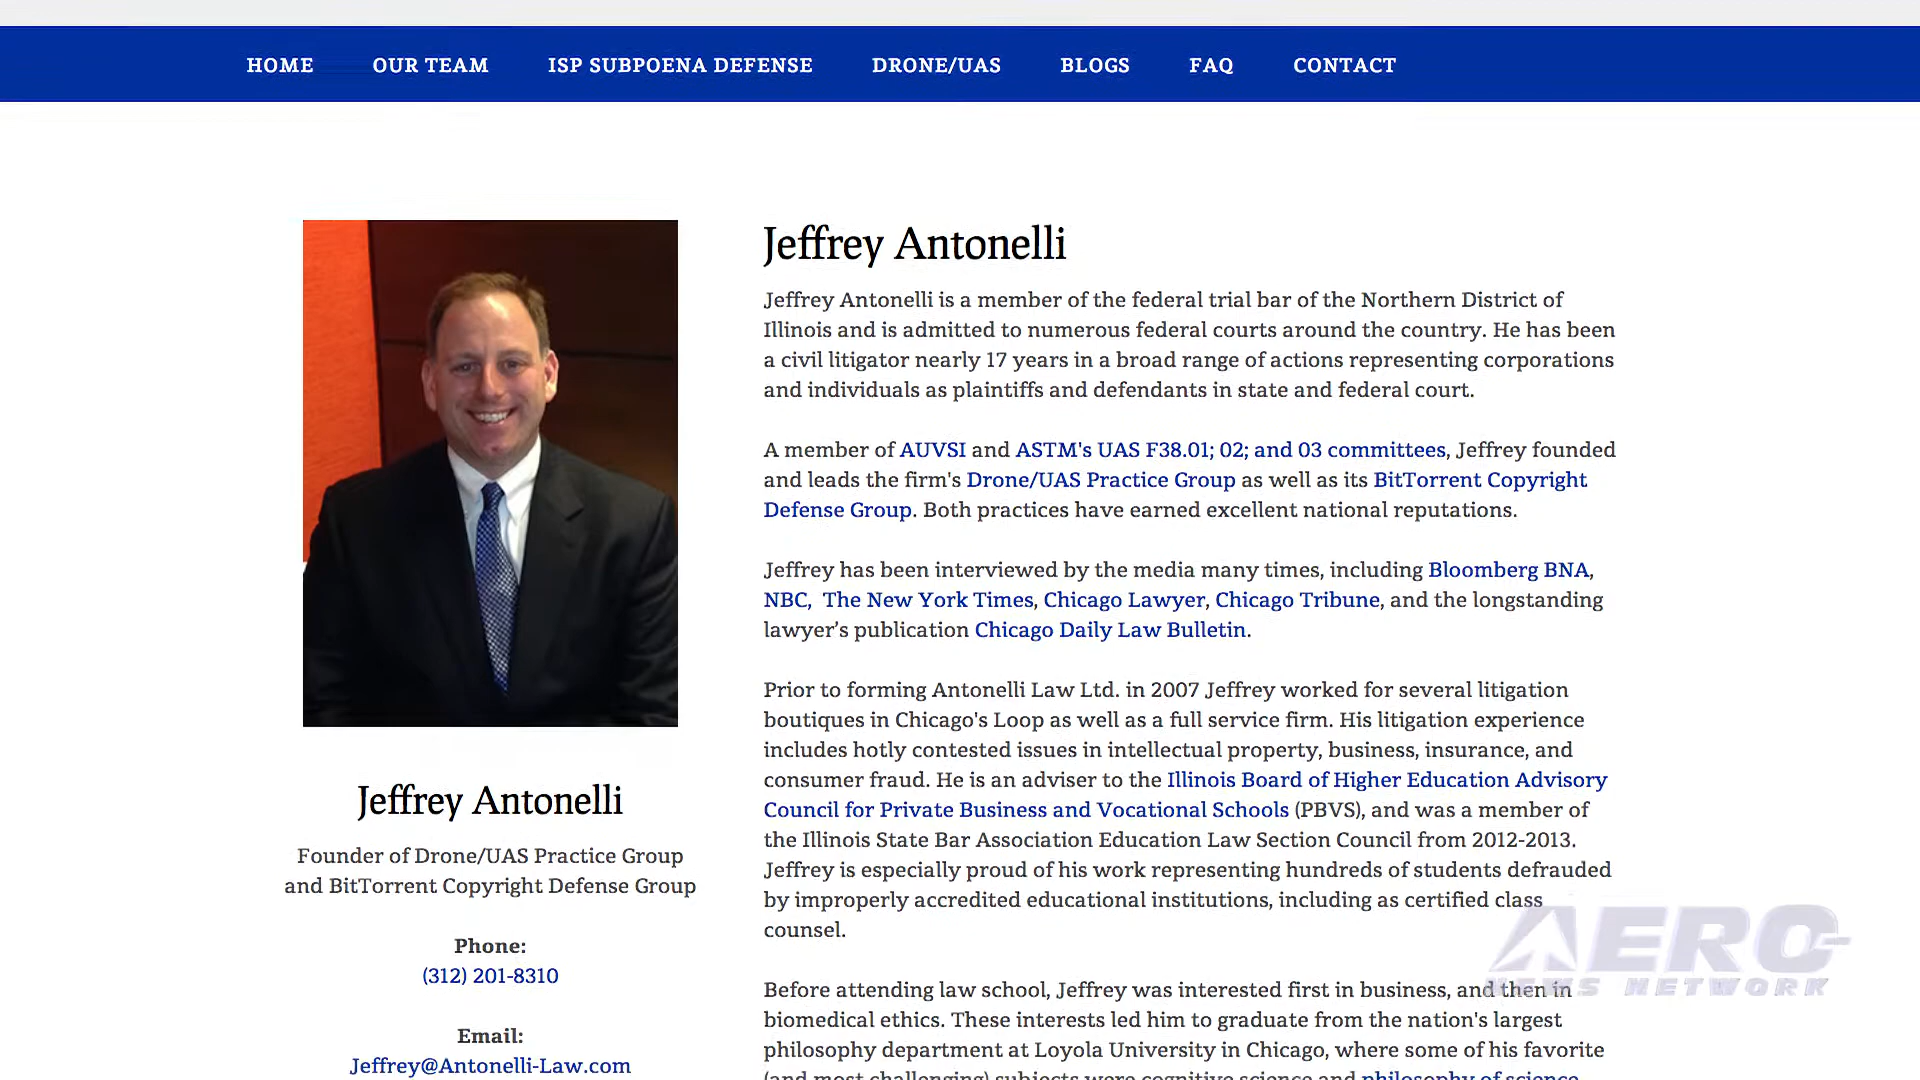 HOME OUR TEAM ISP SUBPOENA DEFENSE DRONE/UAS BLOGS FAQ CONTACT
Jeffrey Antonelli
Founder of Drone/UAS Practice Group
and BitTorrent Copyright Defense Group
Phone:
(312) 201-8310
Email:
Jeffrey@Antonelli-Law.com
Jeffrey Antonelli
Jeffrey Antonelli is a member of the federal trial bar of the Northern District of
Illinois and is admitted to numerous federal courts around the country. He has been
a civil litigator nearly 17 years in a broad range of actions representing corporations
and individuals as plaintiffs and defendants in state and federal court.
A member of AUVSI and ASTM's UAS F38.01; 02; and 03 committees, Jeffrey founded
and leads the firm's Drone/UAS Practice Group as well as its BitTorrent Copyright
Defense Group. Both practices have earned excellent national reputations.
Jeffrey has been interviewed by the media many times, including Bloomberg BNA,
NBC, The New York Times, Chicago Lawyer, Chicago Tribune, and the longstanding
lawyer’s publication Chicago Daily Law Bulletin.
Prior to forming Antonelli Law Ltd. in 2007 Jeffrey worked for several litigation
boutiques in Chicago's Loop as well as a full service firm. His litigation experience
includes hotly contested issues in intellectual property, business, insurance, and
consumer fraud. He is an adviser to the Illinois Board of Higher Education Advisory
Council for Private Business and Vocational Schools (PBVS), and was a member of
the Illinois State Bar Association Education Law Section Council from 2012-2013.
Jeffrey is especially proud of his work representing hundreds of students defrauded
by improperly accredited educational institutions, including as certified class
counsel.
Before attending law school, Jeffrey was interested first in business, and then in
biomedical ethics. These interests led him to graduate from the nation's largest
philosophy department at Loyola University in Chicago, where some of his favorite
(and most challenging) subjects were cognitive science and philosophy of science.
AERO
NEWS NETWORK